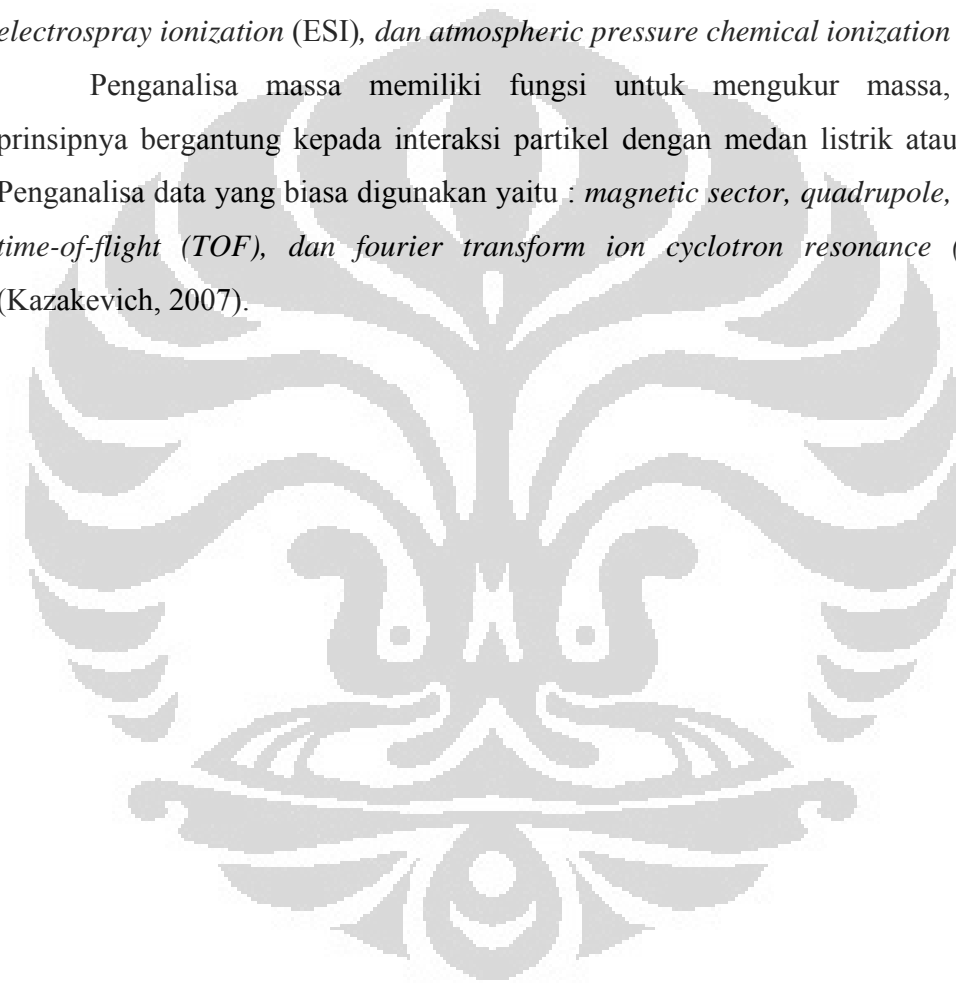 electrospray ionization (ESI), dan atmospheric pressure chemical ionization
Penganalisa massa memiliki fungsi untuk mengukur massa,
prinsipnya bergantung kepada interaksi partikel dengan medan listrik atau
Penganalisa data yang biasa digunakan yaitu : magnetic sector, quadrupole,
time-of-flight (TOF), dan fourier transform ion cyclotron resonance (
(Kazakevich, 2007).